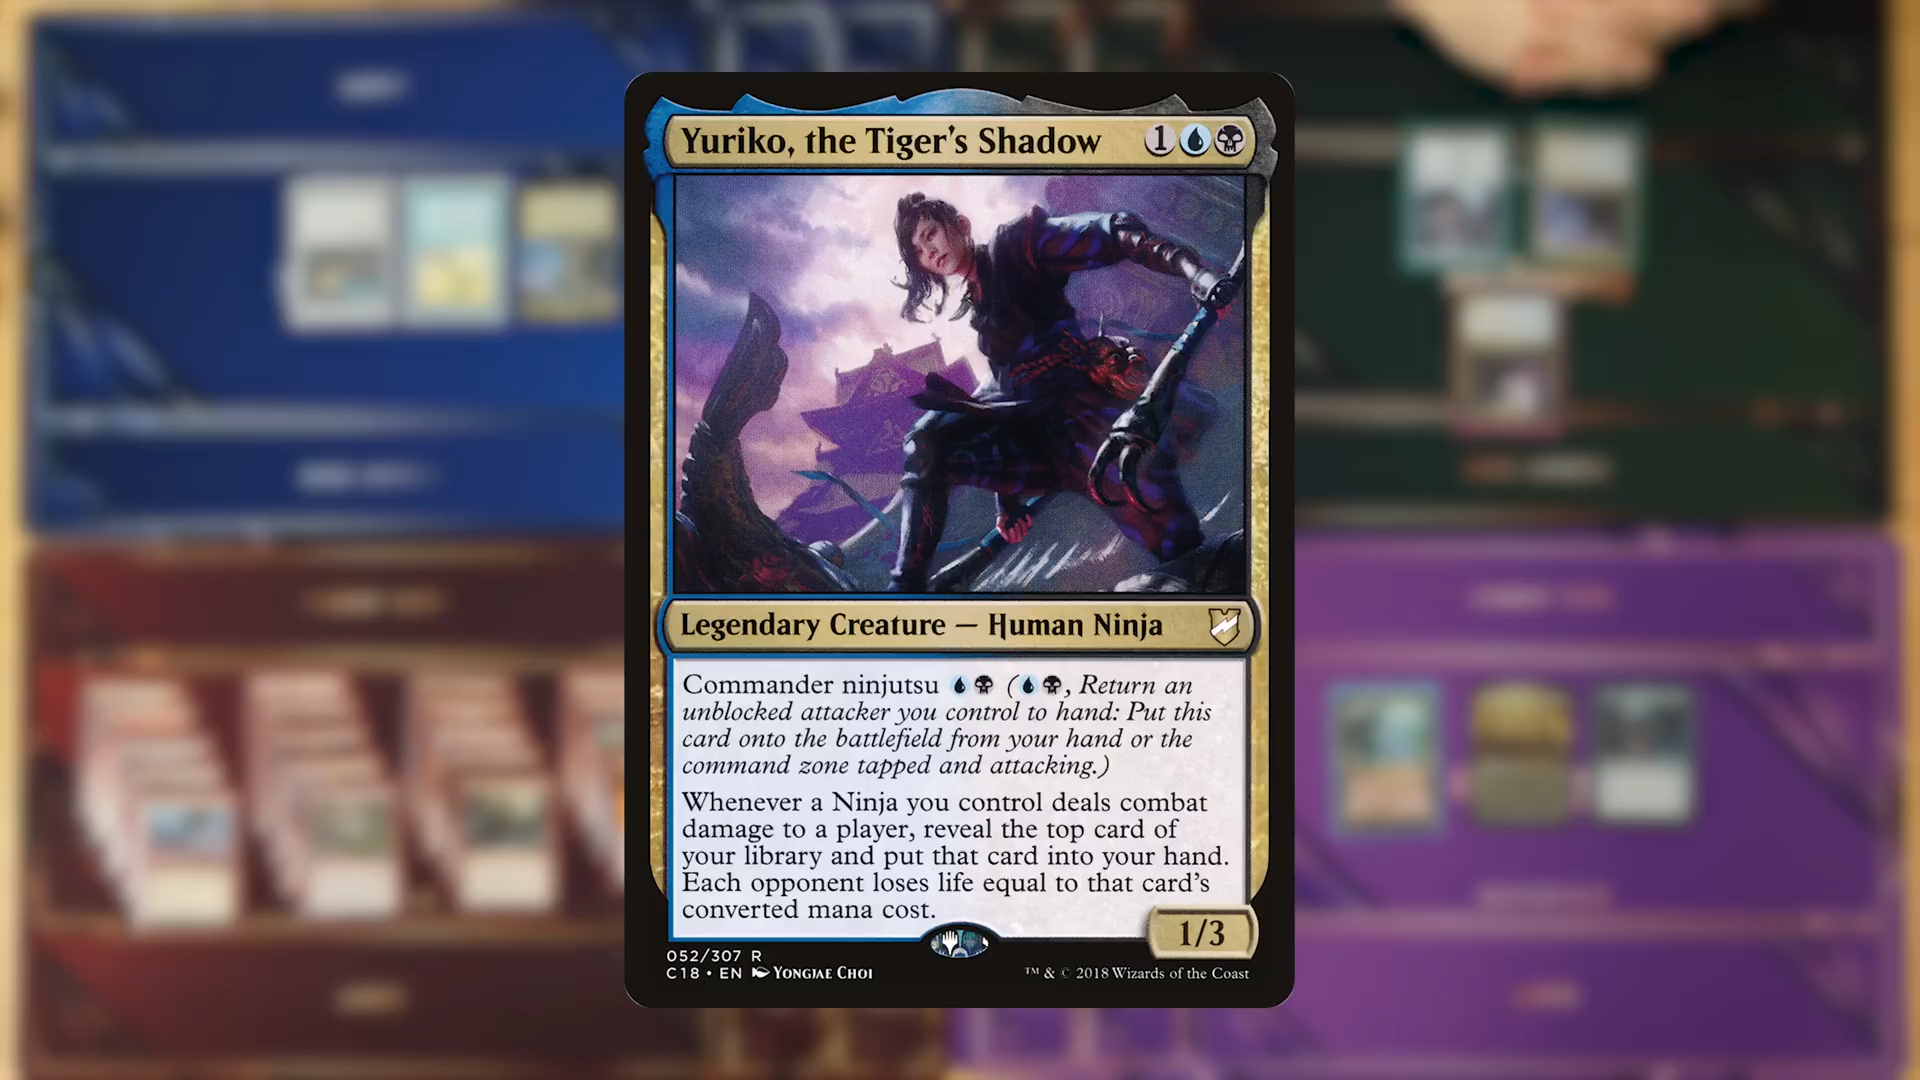 Yuriko, the Tiger's Shadow 1
Legendary Creature — Human Ninja
Commander ninjutsu ( , Return an
unblocked attacker you control to hand: Put this
card onto the battlefield from your hand or the
command zone tapped and attacking.)
Whenever a Ninja you control deals combat
damage to a player, reveal the top card of
your library and put that card into your hand.
Each opponent loses life equal to that card's
converted mana cost.
1/3
052/307 R
C18 • EN Yongjae Choi
™ & © 2018 Wizards of the Coast